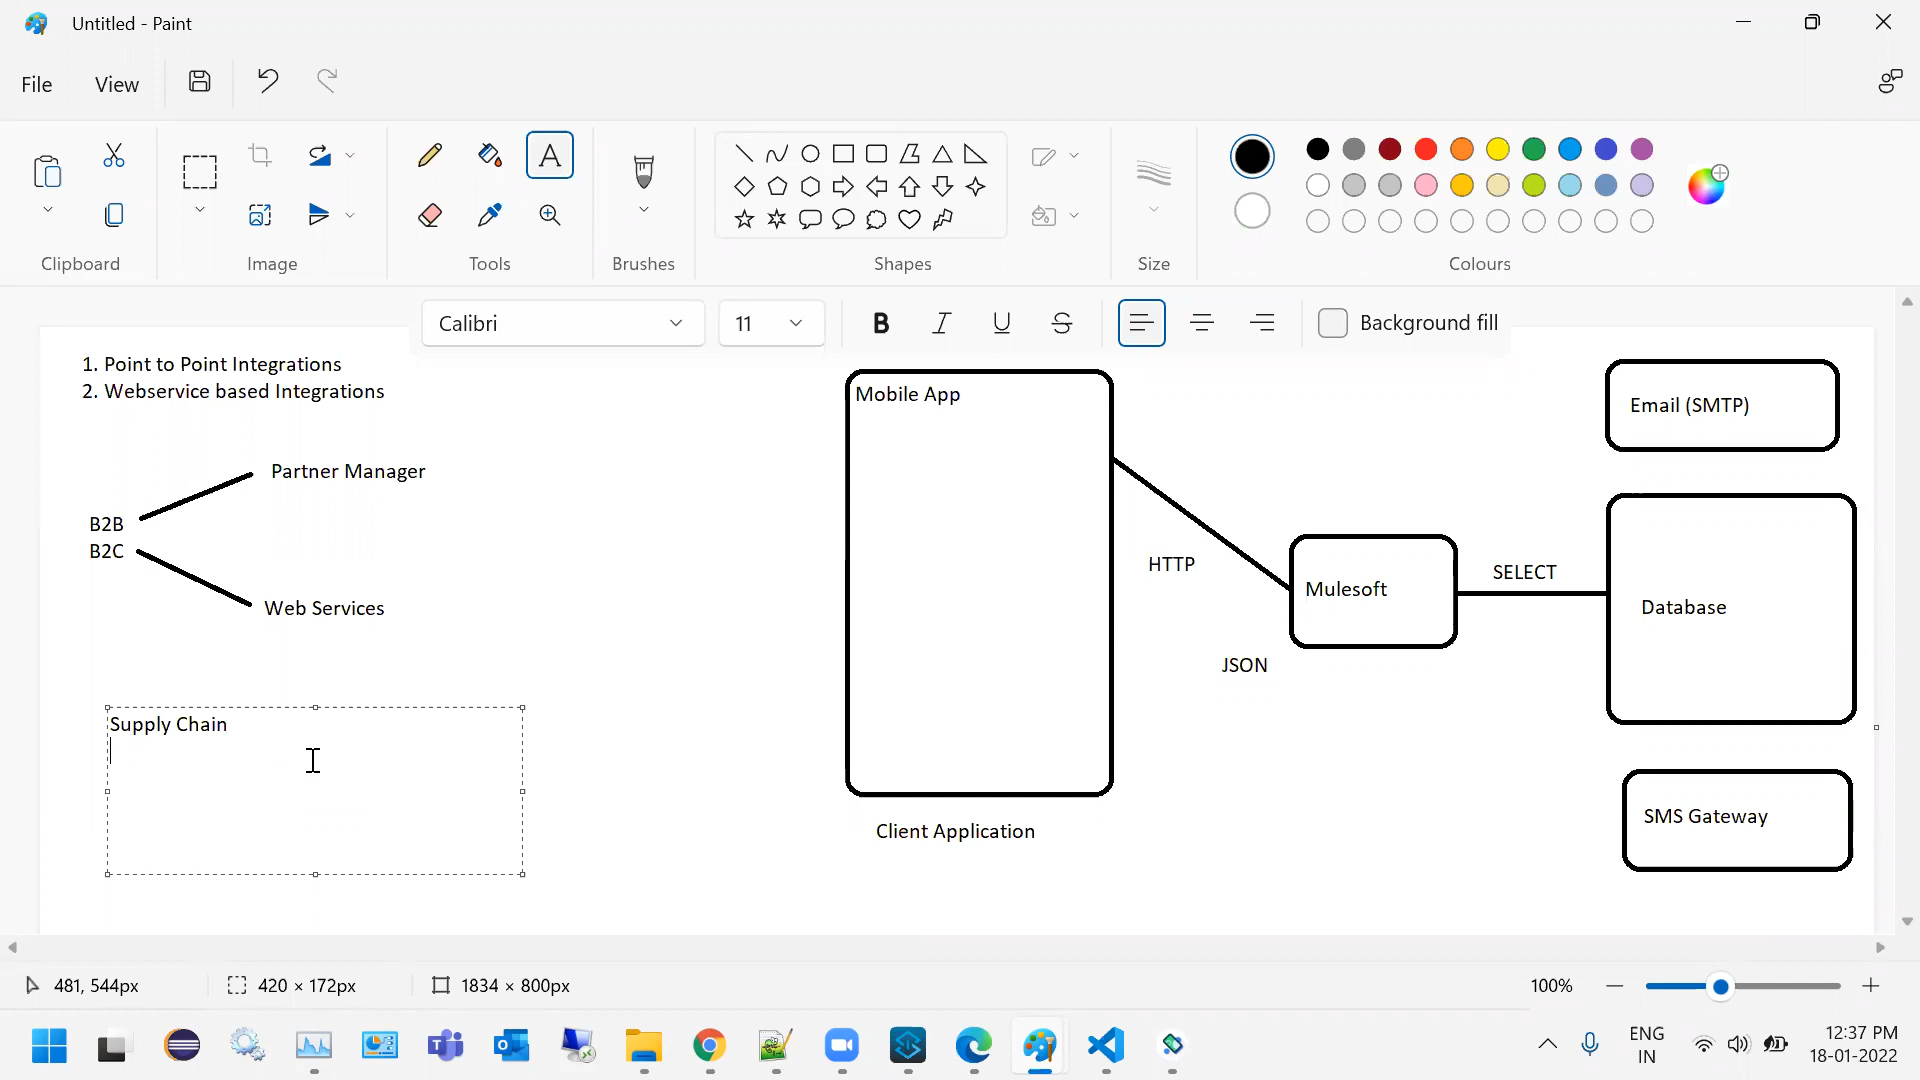 Untitled - Paint
File
View
Clipboard
Image
Tools
Brushes
Shapes
Size
Colours
Calibri
11
B
I
U
S
Background fill
1. Point to Point Integrations
2. Webservice based Integrations
Partner Manager
B2B
B2C
Web Services
Supply Chain
Mobile App
Client Application
HTTP
JSON
Mulesoft
SELECT
Email (SMTP)
Database
SMS Gateway
481, 544px
420 × 172px
1834 × 800px
100%
ENG
IN
12:37 PM
18-01-2022